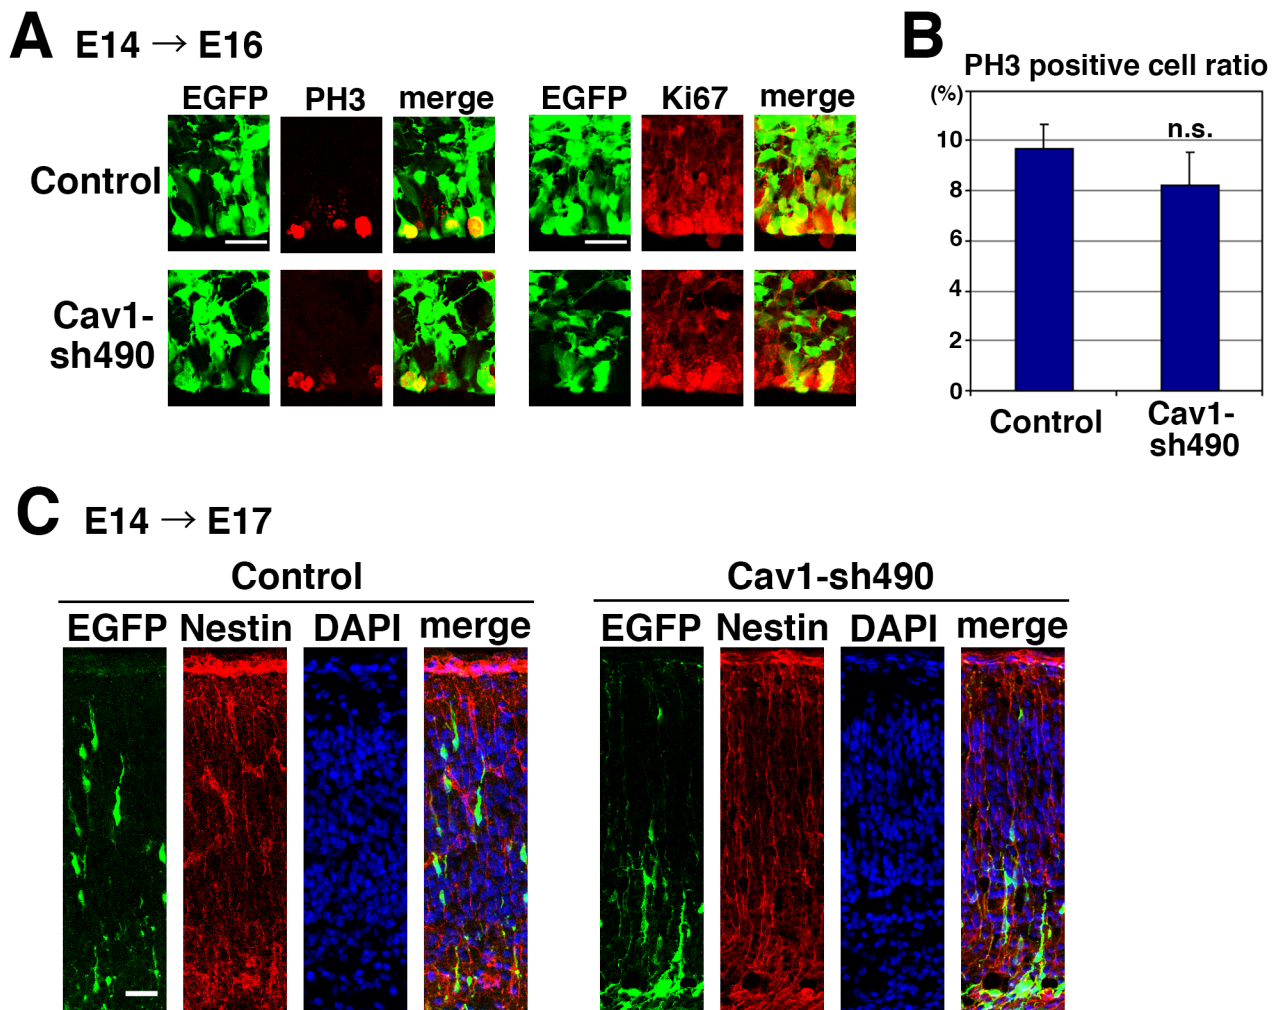 A E14 → E16
EGFP PH3 merge EGFP Ki67 merge
Control
Cav1-
sh490
B
PH3 positive cell ratio
(%)
10
8
6
4
2
0
n.s.
Control
Cav1-
sh490
C E14 → E17
Control
EGFP Nestin DAPI merge
Cav1-sh490
EGFP Nestin DAPI merge